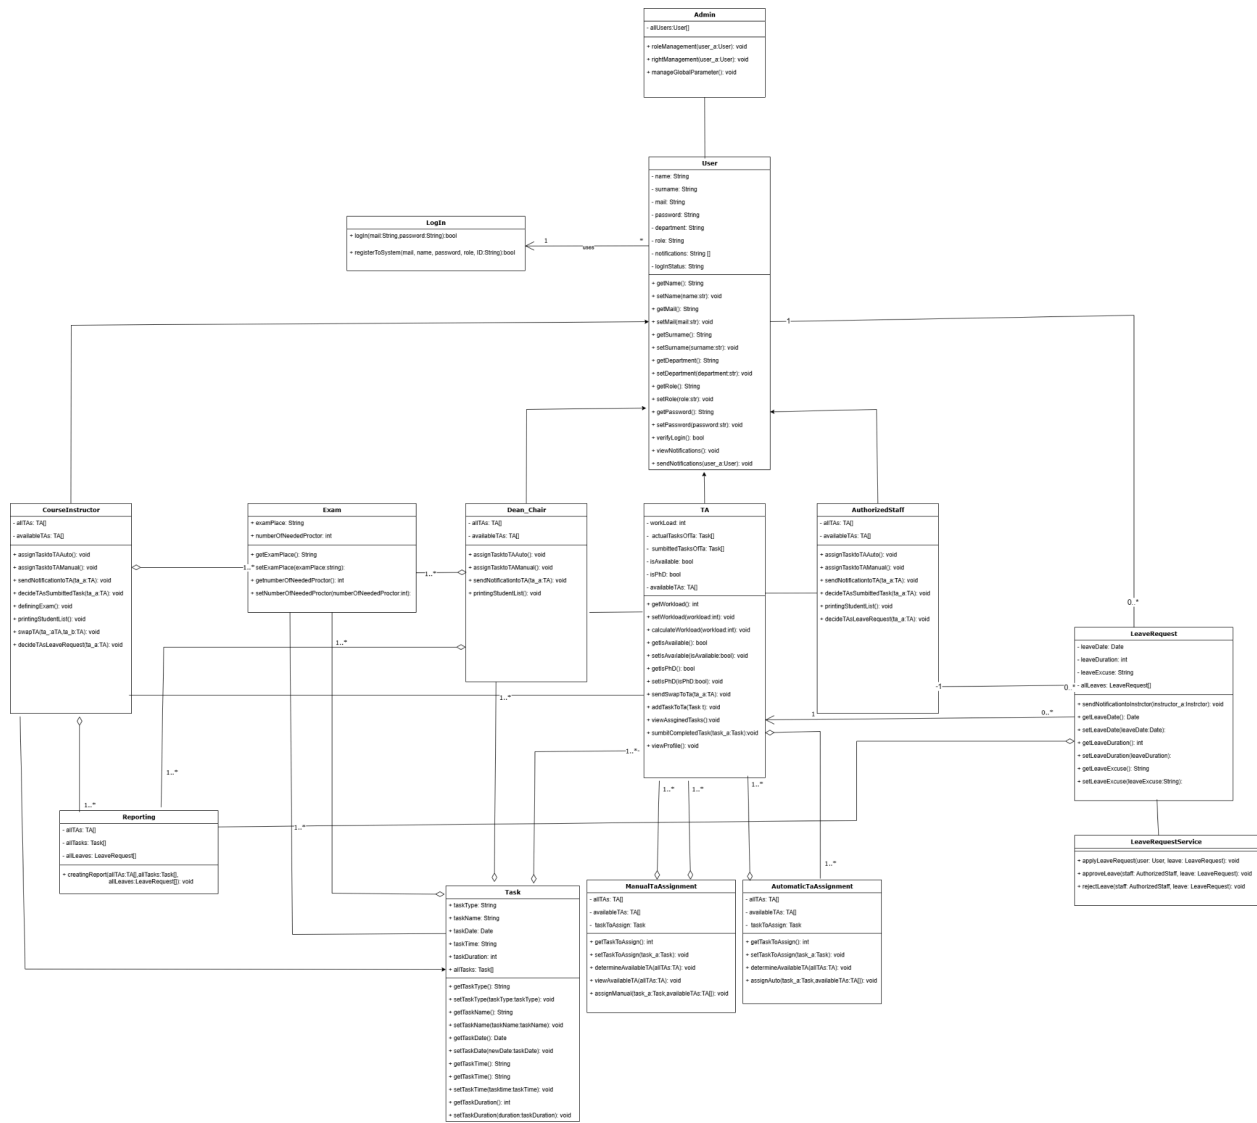 Admin
- allUsers:User[]
+ roleManagement(user_a:User): void
+ rightManagement(user_a:User): void
+ manageGlobalParameter(): void
User
- name: String
- surname: String
- mail: String
- password: String
- department: String
- role: String
- notifications: String []
- loginStatus: String
+ getName(): String
+ setName(name:str): void
+ getMail(): String
+ setMail(mail:str): void
+ getSurname(): String
+ setSurname(surname:str): void
+ getDepartment(): String
+ setDepartment(department:str): void
+ getRole(): String
+ setRole(role:str): void
+ getPassword(): String
+ setPassword(password:str): void
+ verifyLogin(): bool
+ viewNotifications(): void
+ sendNotifications(user_a:User): void
LogIn
+ logIn(mail:String,password:String):bool
+ registerToSystem(mail, name, password, role, ID:String):bool
1
*
uses
1
0..*
CourseInstructor
- allTAs: TA[]
- availableTAs: TA[]
+ assignTasktoTAAuto(): void
+ assignTasktoTAManual(): void
+ sendNotificationtoTA(ta_a:TA): void
+ decideTAsSumbittedTask(ta_a:TA): void
+ definingExam(): void
+ printingStudentList(): void
+ swapTA(ta_:aTA,ta_b:TA): void
+ decideTAsLeaveRequest(ta_a:TA): void
Exam
+ examPlace: String
+ numberOfNeededProctor: int
+ getExamPlace(): String
+ setExamPlace(examPlace:string):
+ getnumberOfNeededProctor(): int
+ setNumberOfNeededProctor(numberOfNeededProctor:int):
1..*
1..*
Dean_Chair
- allTAs: TA[]
- availableTAs: TA[]
+ assignTasktoTAAuto(): void
+ assignTaskToTAManual(): void
+ sendNotificationtoTA(ta_a:TA): void
+ printingStudentList(): void
TA
- workLoad: int
- actualTasksOfTa: Task[]
- sumbittedTasksOfTa: Task[]
- isAvailable: bool
- isPhD: bool
- availableTAs: TA[]
+ getWorkload(): int
+ setWorkload(workload:int): void
+ calculateWorkload(workload:int): void
+ getIsAvailable(): bool
+ setIsAvailable(isAvailable:bool): void
+ getIsPhD(): bool
+ setIsPhD(isPhD:bool): void
+ sendSwapToTa(ta_a:TA): void
+ addTaskToTa(Task t): void
+ viewAssginedTasks():void
+ sumbitCompletedTask(task_a:Task):void
+ viewProfile(): void
AuthorizedStaff
- allTAs: TA[]
- availableTAs: TA[]
+ assignTasktoTAAuto(): void
+ assignTaskToTAManual(): void
+ sendNotificationtoTA(ta_a:TA): void
+ decideTAsSumbittedTask(ta_a:TA): void
+ printingStudentList(): void
+ decideTAsLeaveRequest(ta_a:TA): void
LeaveRequest
- leaveDate: Date
- leaveDuration: int
- leaveExcuse: String
- allLeaves: LeaveRequest[]
+ sendNotificationtoInstrctor(instructor_a:Instrctor): void
+ getLeaveDate(): Date
+ setLeaveDate(leaveDate:Date):
+ getLeaveDuration(): int
+ setLeaveDuration(leaveDuration):
+ getLeaveExcuse(): String
+ setLeaveExcuse(leaveExcuse:String):
1..*
1..*
1
1
0..*
1..*
1..*
1..*
1..*
1..*
1..*
1..*
1..*
Reporting
- allTAs: TA[]
- allTasks: Task[]
- allLeaves: LeaveRequest[]
+ creatingReport(allTAs:TA[],allTasks:Task[],
allLeaves:LeaveRequest[]): void
LeaveRequestService
+ applyLeaveRequest(user: User, leave: LeaveRequest): void
+ approveLeave(staff: AuthorizedStaff, leave: LeaveRequest): void
+ rejectLeave(staff: AuthorizedStaff, leave: LeaveRequest): void
Task
+ taskType: String
+ taskName: String
+ taskDate: Date
+ taskTime: String
+ taskDuration: int
+ allTasks: Task[]
+ getTaskType(): String
+ setTaskType(taskType:taskType): void
+ getTaskName(): String
+ setTaskName(taskName:taskName): void
+ getTaskDate(): Date
+ setTaskDate(newDate:taskDate): void
+ getTaskTime(): String
+ getTaskTime(): String
+ setTaskTime(tasktime:taskTime): void
+ getTaskDuration(): int
+ setTaskDuration(duration:taskDuration): void
ManualTaAssignment
- allTAs: TA[]
- availableTAs: TA[]
- taskToAssign: Task
+ getTaskToAssign(): int
+ setTaskToAssign(task_a:Task): void
+ determineAvailableTA(allTAs:TA): void
+ viewAvailableTA(allTAs:TA): void
+ assignManual(task_a:Task,availableTAs:TA[]): void
AutomaticTaAssignment
- allTAs: TA[]
- availableTAs: TA[]
- taskToAssign: Task
+ getTaskToAssign(): int
+ setTaskToAssign(task_a:Task): void
+ determineAvailableTA(allTAs:TA): void
+ assignAuto(task_a:Task,availableTAs:TA[]): void